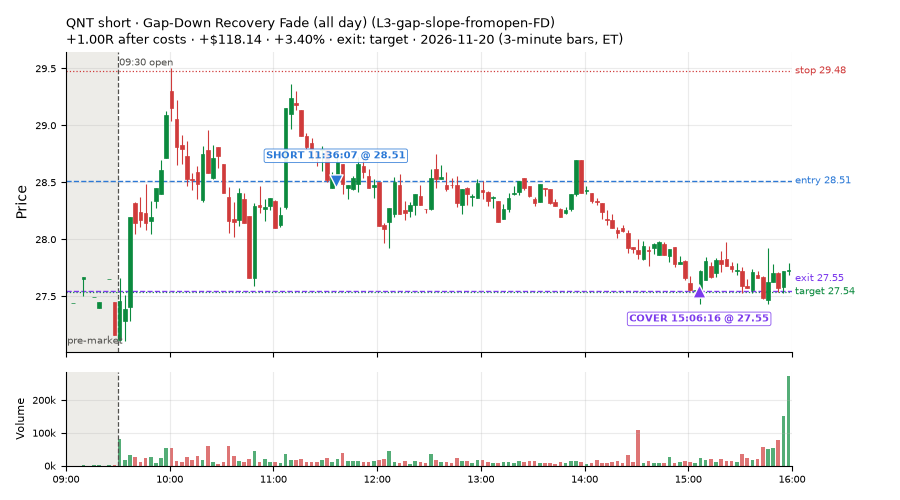 QNT short · Gap-Down Recovery Fade (all day) (L3-gap-slope-fromopen-FD)
+1.00R after costs · +$118.14 · +3.40% · exit: target · 2026-11-20 (3-minute bars, ET)
09:30 open
29.5
stop 29.48
29.0
SHORT 11:36:07 @ 28.51
28.5
entry 28.51
Price
28.0
exit 27.55
27.5
target 27.54
COVER 15:06:16 @ 27.55
pre-market
Volume
200k
100k
0k
09:00
10:00
11:00
12:00
13:00
14:00
15:00
16:00